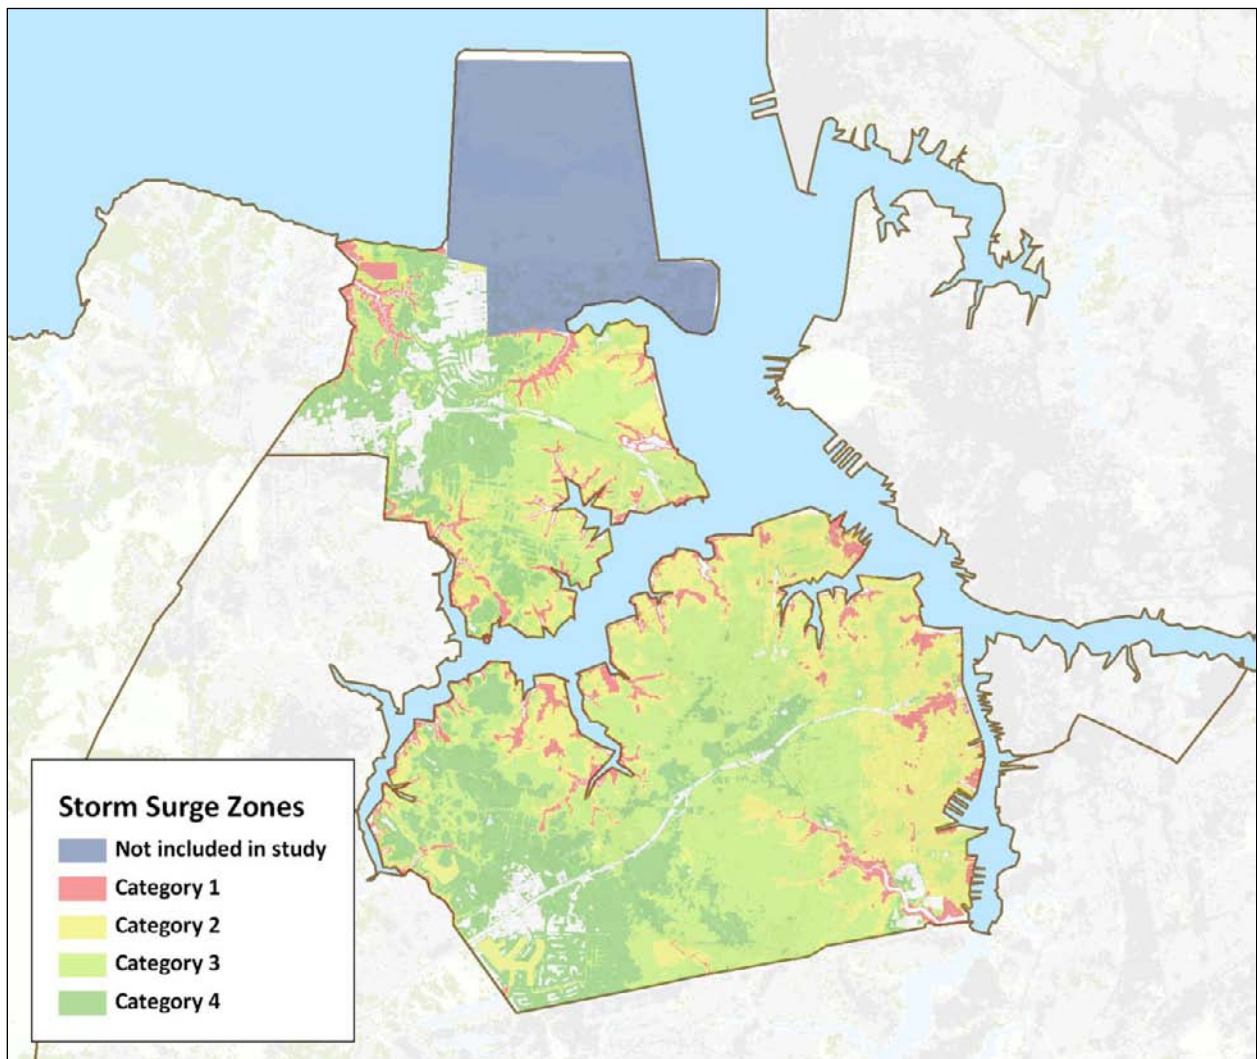 Storm Surge Zones
Not included in study
Category 1
Category 2
Category 3
Category 4